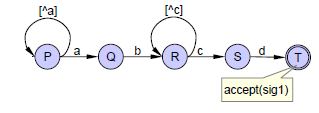 [^a] [^c]
P a Q b R c S d T
accept(sig1)